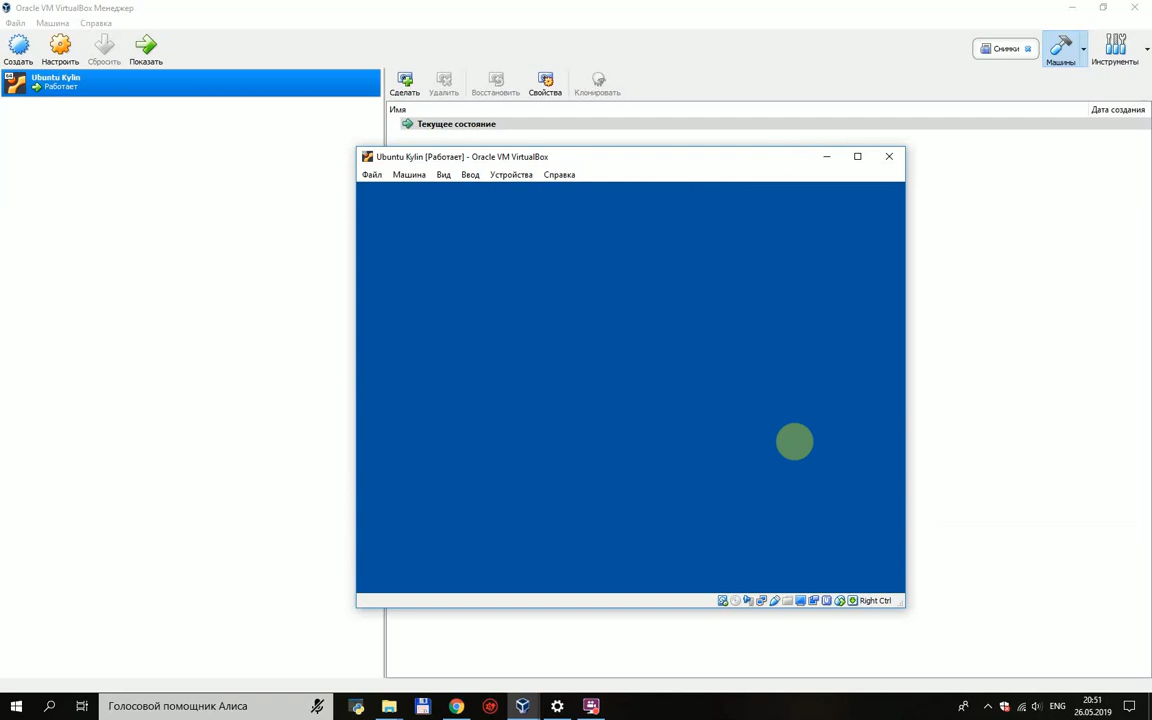 Oracle VM VirtualBox Менеджер
Файл Машина Справка
Создать Настроить Сбросить Показать
Снимки Машины Инструменты
Ubuntu Kylin
Работает
Сделать Удалить Восстановить Свойства Клонировать
Имя Дата создания
Текущее состояние
Ubuntu Kylin [Работает] - Oracle VM VirtualBox
Файл Машина Вид Ввод Устройства Справка
Right Ctrl
Голосовой помощник Алиса
ENG
20:51
26.05.2019